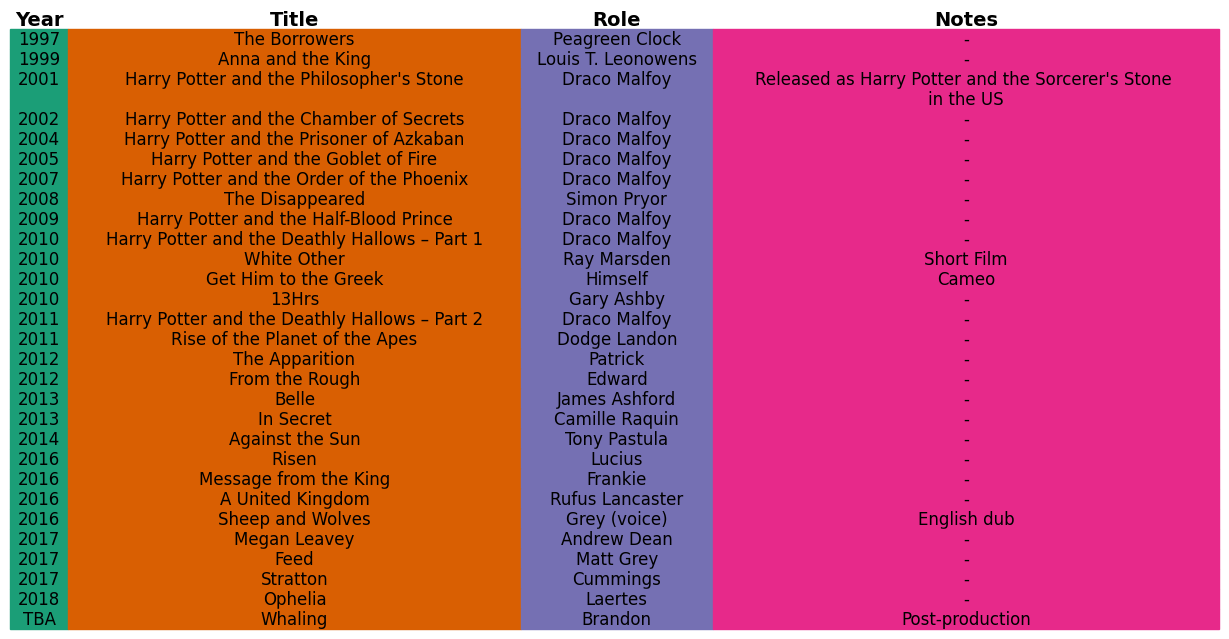 Year Title Role Notes
1997 The Borrowers Peagreen Clock -
1999 Anna and the King Louis T. Leonowens -
2001 Harry Potter and the Philosopher's Stone Draco Malfoy Released as Harry Potter and the Sorcerer's Stone
in the US
2002 Harry Potter and the Chamber of Secrets Draco Malfoy -
2004 Harry Potter and the Prisoner of Azkaban Draco Malfoy -
2005 Harry Potter and the Goblet of Fire Draco Malfoy -
2007 Harry Potter and the Order of the Phoenix Draco Malfoy -
2008 The Disappeared Simon Pryor -
2009 Harry Potter and the Half-Blood Prince Draco Malfoy -
2010 Harry Potter and the Deathly Hallows – Part 1 Draco Malfoy -
2010 White Other Ray Marsden Short Film
2010 Get Him to the Greek Himself Cameo
2010 13Hrs Gary Ashby -
2011 Harry Potter and the Deathly Hallows – Part 2 Draco Malfoy -
2011 Rise of the Planet of the Apes Dodge Landon -
2012 The Apparition Patrick -
2012 From the Rough Edward -
2013 Belle James Ashford -
2013 In Secret Camille Raquin -
2014 Against the Sun Tony Pastula -
2016 Risen Lucius -
2016 Message from the King Frankie -
2016 A United Kingdom Rufus Lancaster -
2016 Sheep and Wolves Grey (voice) English dub
2017 Megan Leavey Andrew Dean -
2017 Feed Matt Grey -
2017 Stratton Cummings -
2018 Ophelia Laertes -
TBA Whaling Brandon Post-production